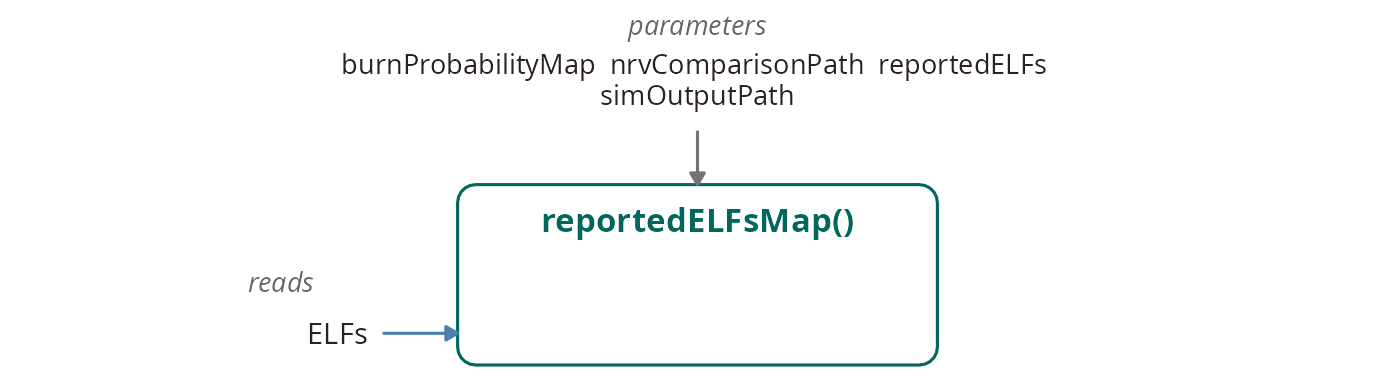 parameters
burnProbabilityMap nrvComparisonPath reportedELFs
simOutputPath
reportedELFsMap()
reads
ELFs